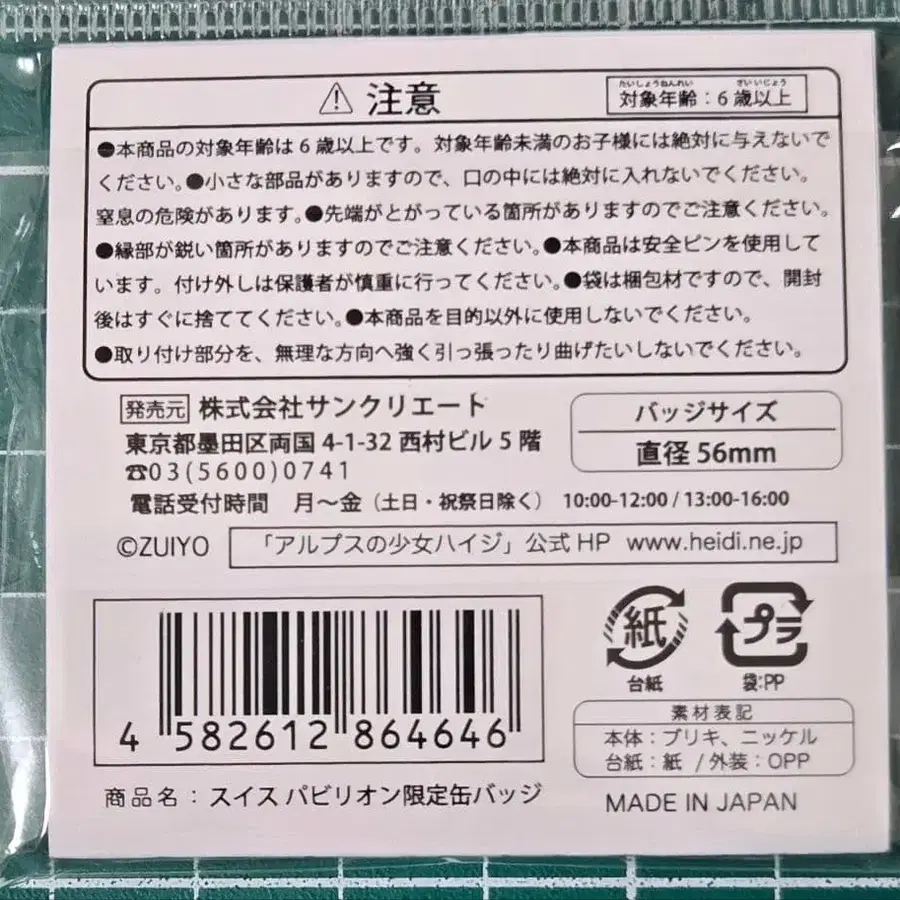 ⚠ 注意
たいしょうねんれい さいいじょう
対象年齢：6歳以上
●本商品の対象年齢は６歳以上です。対象年齢未満のお子様には絶対に与えないで
ください。●小さな部品がありますので、口の中には絶対に入れないでください。
窒息の危険があります。●先端がとがっている箇所がありますのでご注意ください。
●縁部が鋭い箇所がありますのでご注意ください。●本商品は安全ピンを使用して
います。付け外しは保護者が慎重に行ってください。●袋は梱包材ですので、開封
後はすぐに捨ててください。●本商品を目的以外に使用しないでください。
●取り付け部分を、無理な方向へ強く引っ張ったり曲げたいしないでください。
発売元 株式会社サンクリエート
東京都墨田区両国 4-1-32 西村ビル 5 階
☎03(5600)0741
バッジサイズ
直径 56mm
電話受付時間 月～金（土日・祝祭日除く） 10:00-12:00 / 13:00-16:00
©ZUIYO 「アルプスの少女ハイジ」公式 HP www.heidi.ne.jp
4 582612 864646
商品名：スイス パビリオン限定缶バッジ
紙
台紙
プラ
袋:PP
素材表記
本体：ブリキ、ニッケル
台紙：紙 / 外装：OPP
MADE IN JAPAN